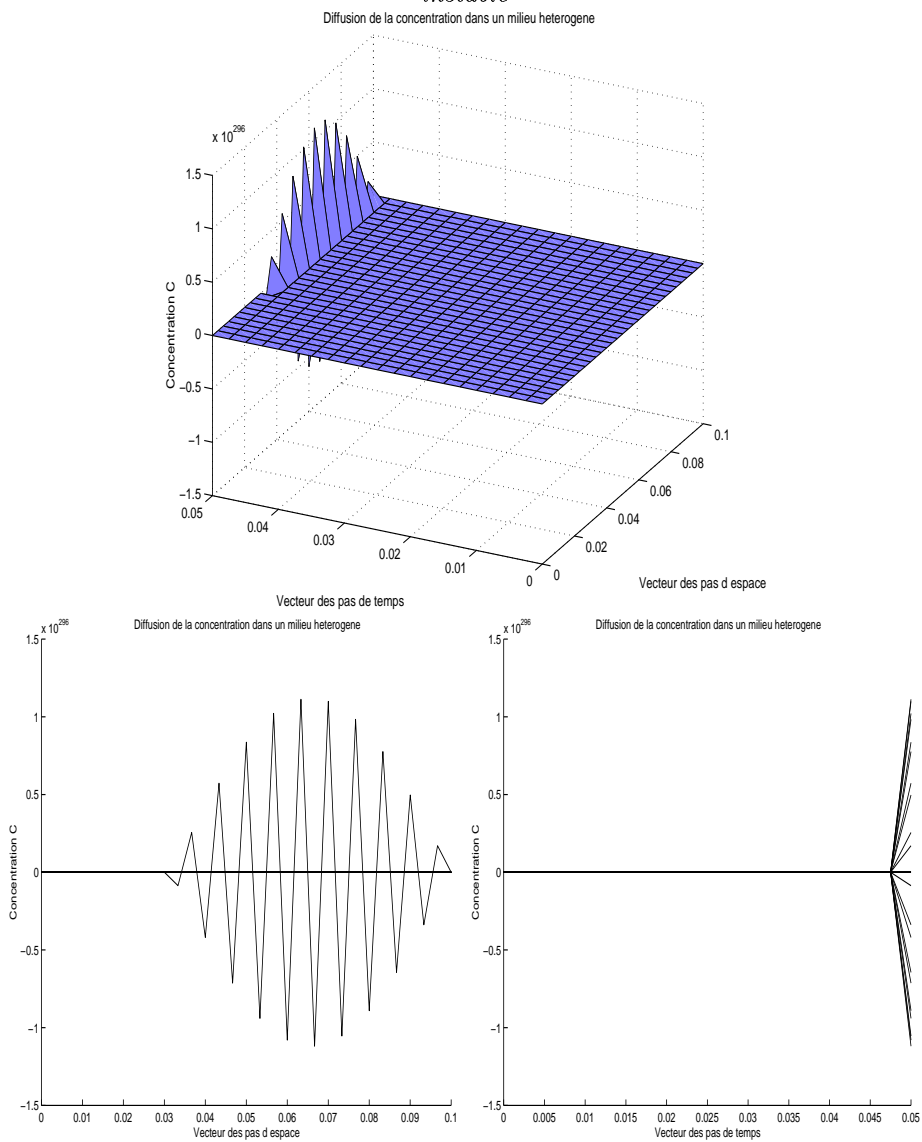 Diffusion de la concentration dans un milieu heterogene
x 10^296
1.5
1
0.5
0
−0.5
−1
−1.5
Concentration C
0.05
0.04
0.03
0.02
0.01
0
Vecteur des pas de temps
0
0.02
0.04
0.06
0.08
0.1
Vecteur des pas d espace
Diffusion de la concentration dans un milieu heterogene
x 10^296
1.5
1
0.5
0
−0.5
−1
−1.5
Concentration C
0 0.01 0.02 0.03 0.04 0.05 0.06 0.07 0.08 0.09 0.1
Vecteur des pas d espace
Diffusion de la concentration dans un milieu heterogene
x 10^296
1.5
1
0.5
0
−0.5
−1
−1.5
Concentration C
0 0.005 0.01 0.015 0.02 0.025 0.03 0.035 0.04 0.045 0.05
Vecteur des pas de temps